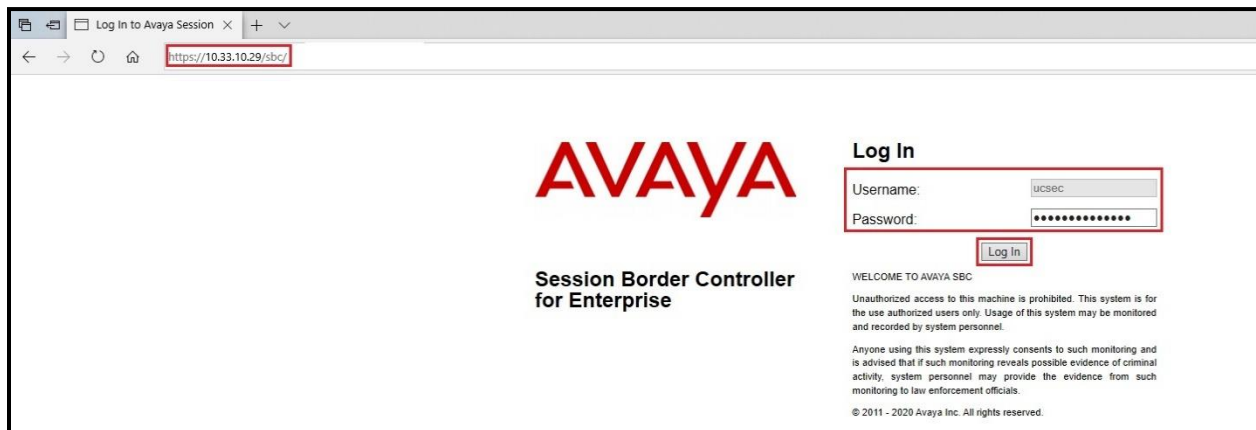 Log In to Avaya Session
https://10.33.10.29/sbc/
AVAYA
Session Border Controller
for Enterprise
Log In
Username: ucsec
Password: ••••••••••••••
Log In
WELCOME TO AVAYA SBC
Unauthorized access to this machine is prohibited. This system is for
the use authorized users only. Usage of this system may be monitored
and recorded by system personnel.
Anyone using this system expressly consents to such monitoring and
is advised that if such monitoring reveals possible evidence of criminal
activity, system personnel may provide the evidence from such
monitoring to law enforcement officials.
© 2011 - 2020 Avaya Inc. All rights reserved.